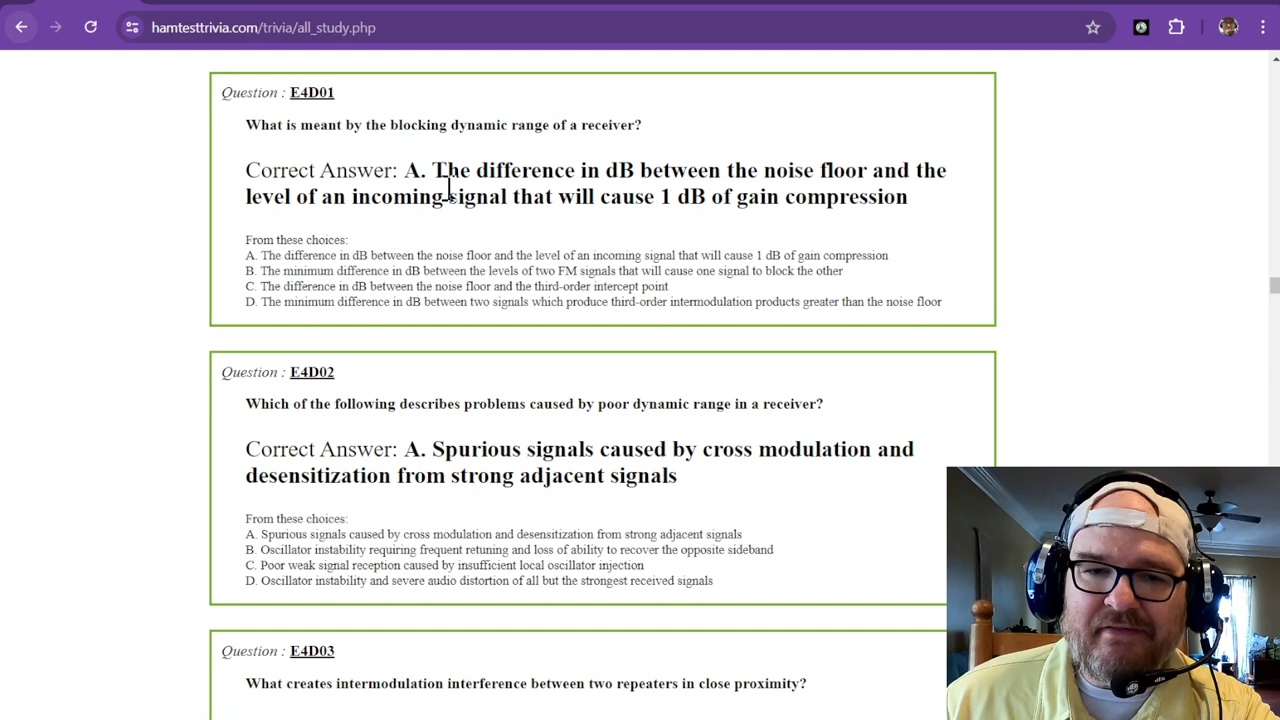 hamtesttrivia.com/trivia/all_study.php
Question : E4D01
What is meant by the blocking dynamic range of a receiver?
Correct Answer: A. The difference in dB between the noise floor and the
level of an incoming signal that will cause 1 dB of gain compression
From these choices:
A. The difference in dB between the noise floor and the level of an incoming signal that will cause 1 dB of gain compression
B. The minimum difference in dB between the levels of two FM signals that will cause one signal to block the other
C. The difference in dB between the noise floor and the third-order intercept point
D. The minimum difference in dB between two signals which produce third-order intermodulation products greater than the noise floor
Question : E4D02
Which of the following describes problems caused by poor dynamic range in a receiver?
Correct Answer: A. Spurious signals caused by cross modulation and
desensitization from strong adjacent signals
From these choices:
A. Spurious signals caused by cross modulation and desensitization from strong adjacent signals
B. Oscillator instability requiring frequent retuning and loss of ability to recover the opposite sideband
C. Poor weak signal reception caused by insufficient local oscillator injection
D. Oscillator instability and severe audio distortion of all but the strongest received signals
Question : E4D03
What creates intermodulation interference between two repeaters in close proximity?